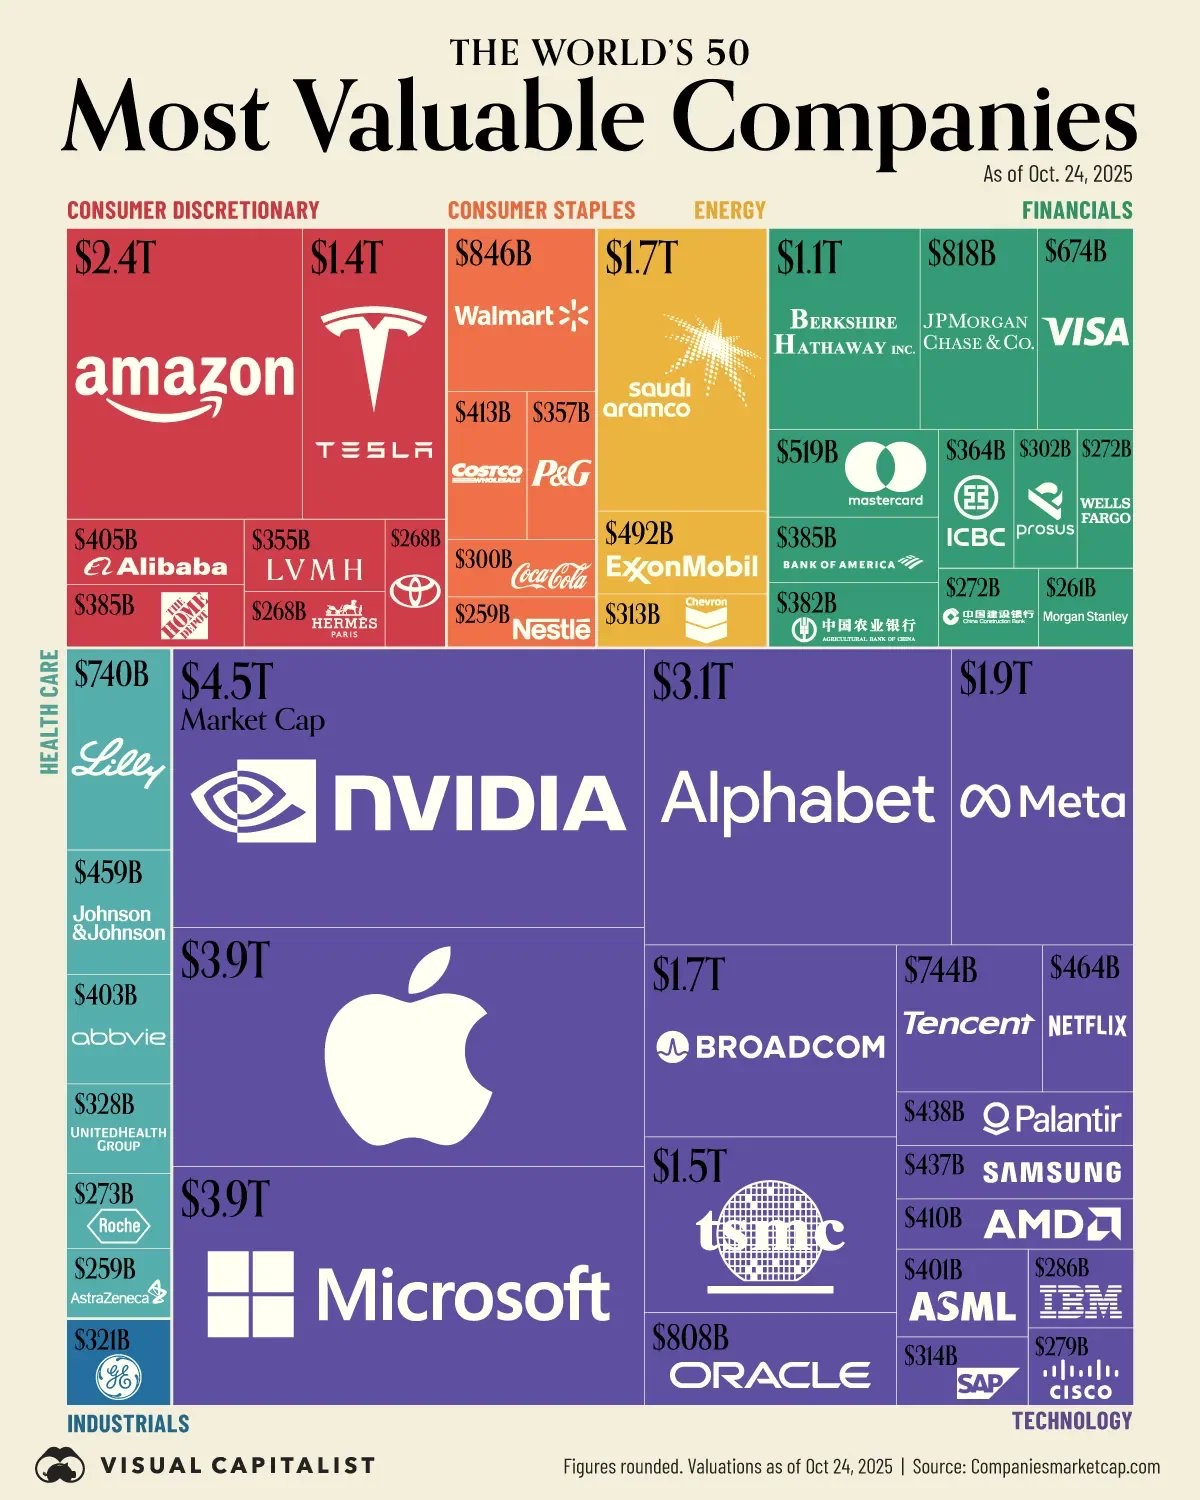 THE WORLD'S 50
Most Valuable Companies
As of Oct. 24, 2025
CONSUMER DISCRETIONARY
$2.4T
amazon
$1.4T
TESLA
$405B
Alibaba
$385B
THE
HOME
DEPOT
$355B
LVMH
$268B
HERMÈS
PARIS
$268B
CONSUMER STAPLES
$846B
Walmart
$413B
COSTCO
WHOLESALE
$357B
P&G
$300B
Coca-Cola
$259B
Nestlé
ENERGY
$1.7T
saudi
aramco
$492B
ExxonMobil
$313B
Chevron
FINANCIALS
$1.1T
BERKSHIRE
HATHAWAY INC.
$818B
JPMORGAN
CHASE & CO.
$674B
VISA
$519B
mastercard
$385B
BANK OF AMERICA
$382B
中国农业银行
AGRICULTURAL BANK OF CHINA
$364B
ICBC
$302B
prosus
$272B
WELLS
FARGO
$272B
中国建设银行
China Construction Bank
$261B
Morgan Stanley
HEALTH CARE
$740B
Lilly
$459B
Johnson
&Johnson
$403B
abbvie
$328B
UNITEDHEALTH
GROUP
$273B
Roche
$259B
AstraZeneca
$321B
GE
INDUSTRIALS
$4.5T
Market Cap
NVIDIA
$3.9T
$3.9T
Microsoft
$3.1T
Alphabet
$1.9T
Meta
$1.7T
BROADCOM
$1.5T
tsmc
$808B
ORACLE
$744B
Tencent
$464B
NETFLIX
$438B
Palantir
$437B
SAMSUNG
$410B
AMD
$401B
ASML
$286B
IBM
$314B
SAP
$279B
CISCO
TECHNOLOGY
VISUAL CAPITALIST
Figures rounded. Valuations as of Oct 24, 2025 | Source: Companiesmarketcap.com